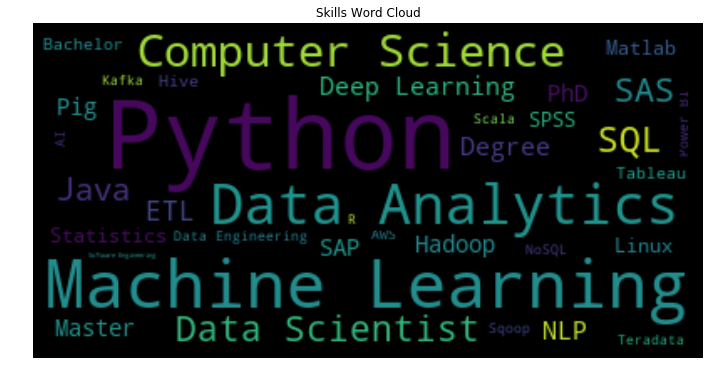 Skills Word Cloud
Bachelor
Computer Science
Matlab
Kafka
Hive
Deep Learning
PhD
SAS
Power BI
Pig
Python
Scala
SPSS
SQL
AI
Degree
Tableau
Java
ETL
Data Analytics
R
Statistics
Data Engineering
AWS
SAP
Hadoop
NoSQL
Linux
Software Engineering
Machine Learning
Master
Data Scientist
Sqoop
NLP
Teradata